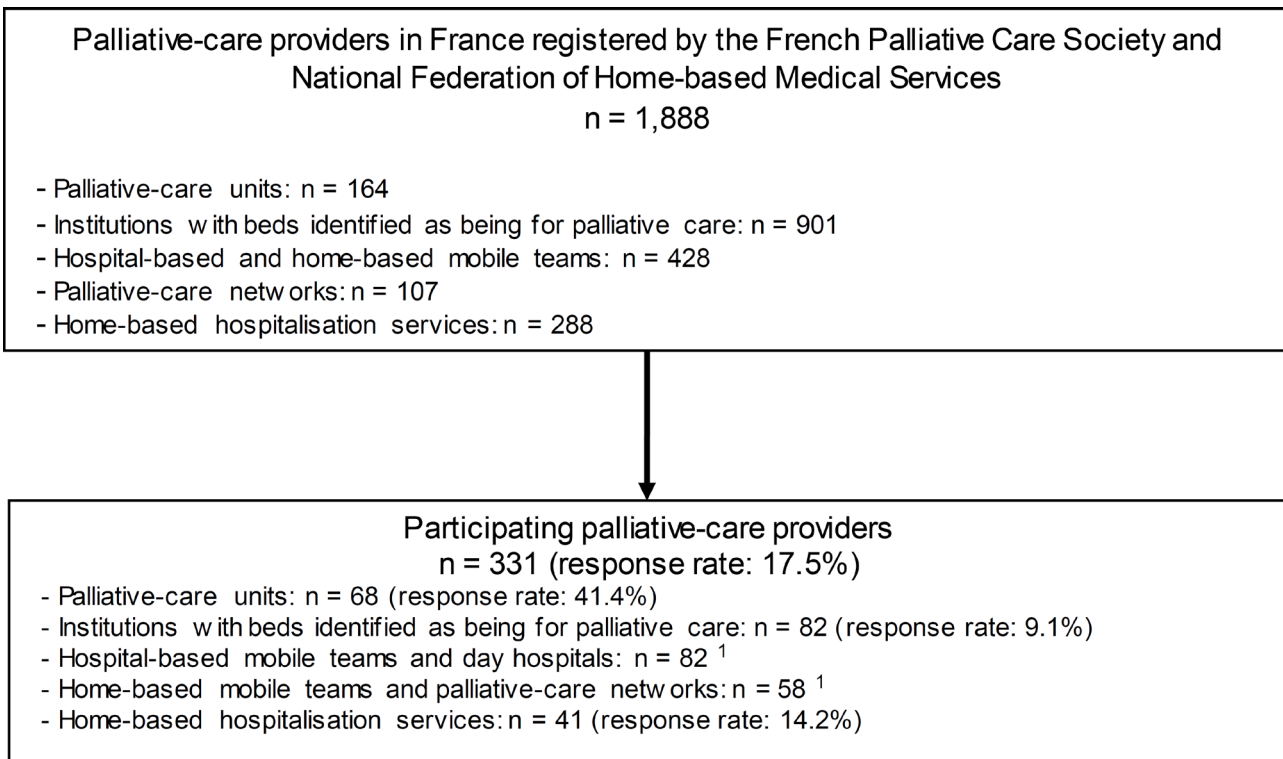 Palliative-care providers in France registered by the French Palliative Care Society and
National Federation of Home-based Medical Services
n = 1,888
- Palliative-care units: n = 164
- Institutions with beds identified as being for palliative care: n = 901
- Hospital-based and home-based mobile teams: n = 428
- Palliative-care networks: n = 107
- Home-based hospitalisation services: n = 288
Participating palliative-care providers
n = 331 (response rate: 17.5%)
- Palliative-care units: n = 68 (response rate: 41.4%)
- Institutions with beds identified as being for palliative care: n = 82 (response rate: 9.1%)
- Hospital-based mobile teams and day hospitals: n = 82 ¹
- Home-based mobile teams and palliative-care networks: n = 58 ¹
- Home-based hospitalisation services: n = 41 (response rate: 14.2%)